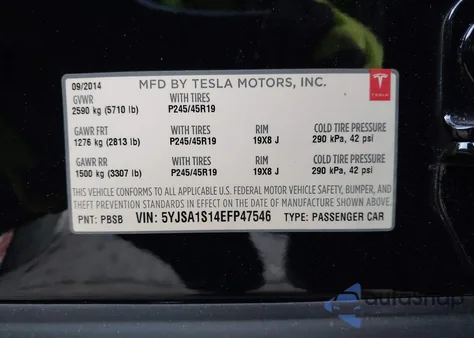 09/2014 MFD BY TESLA MOTORS, INC.
GVWR WITH TIRES
2590 kg (5710 lb) P245/45R19
TESLA
GAWR FRT WITH TIRES RIM COLD TIRE PRESSURE
1276 kg (2813 lb) P245/45R19 19X8 J 290 kPa, 42 psi
GAWR RR WITH TIRES RIM COLD TIRE PRESSURE
1500 kg (3307 lb) P245/45R19 19X8 J 290 kPa, 42 psi
THIS VEHICLE CONFORMS TO ALL APPLICABLE U.S. FEDERAL MOTOR VEHICLE SAFETY, BUMPER, AND
THEFT PREVENTION STANDARDS IN EFFECT ON THE DATE OF MANUFACTURE SHOWN ABOVE.
PNT: PBSB VIN: 5YJSA1S14EFP47546 TYPE: PASSENGER CAR
autosnap